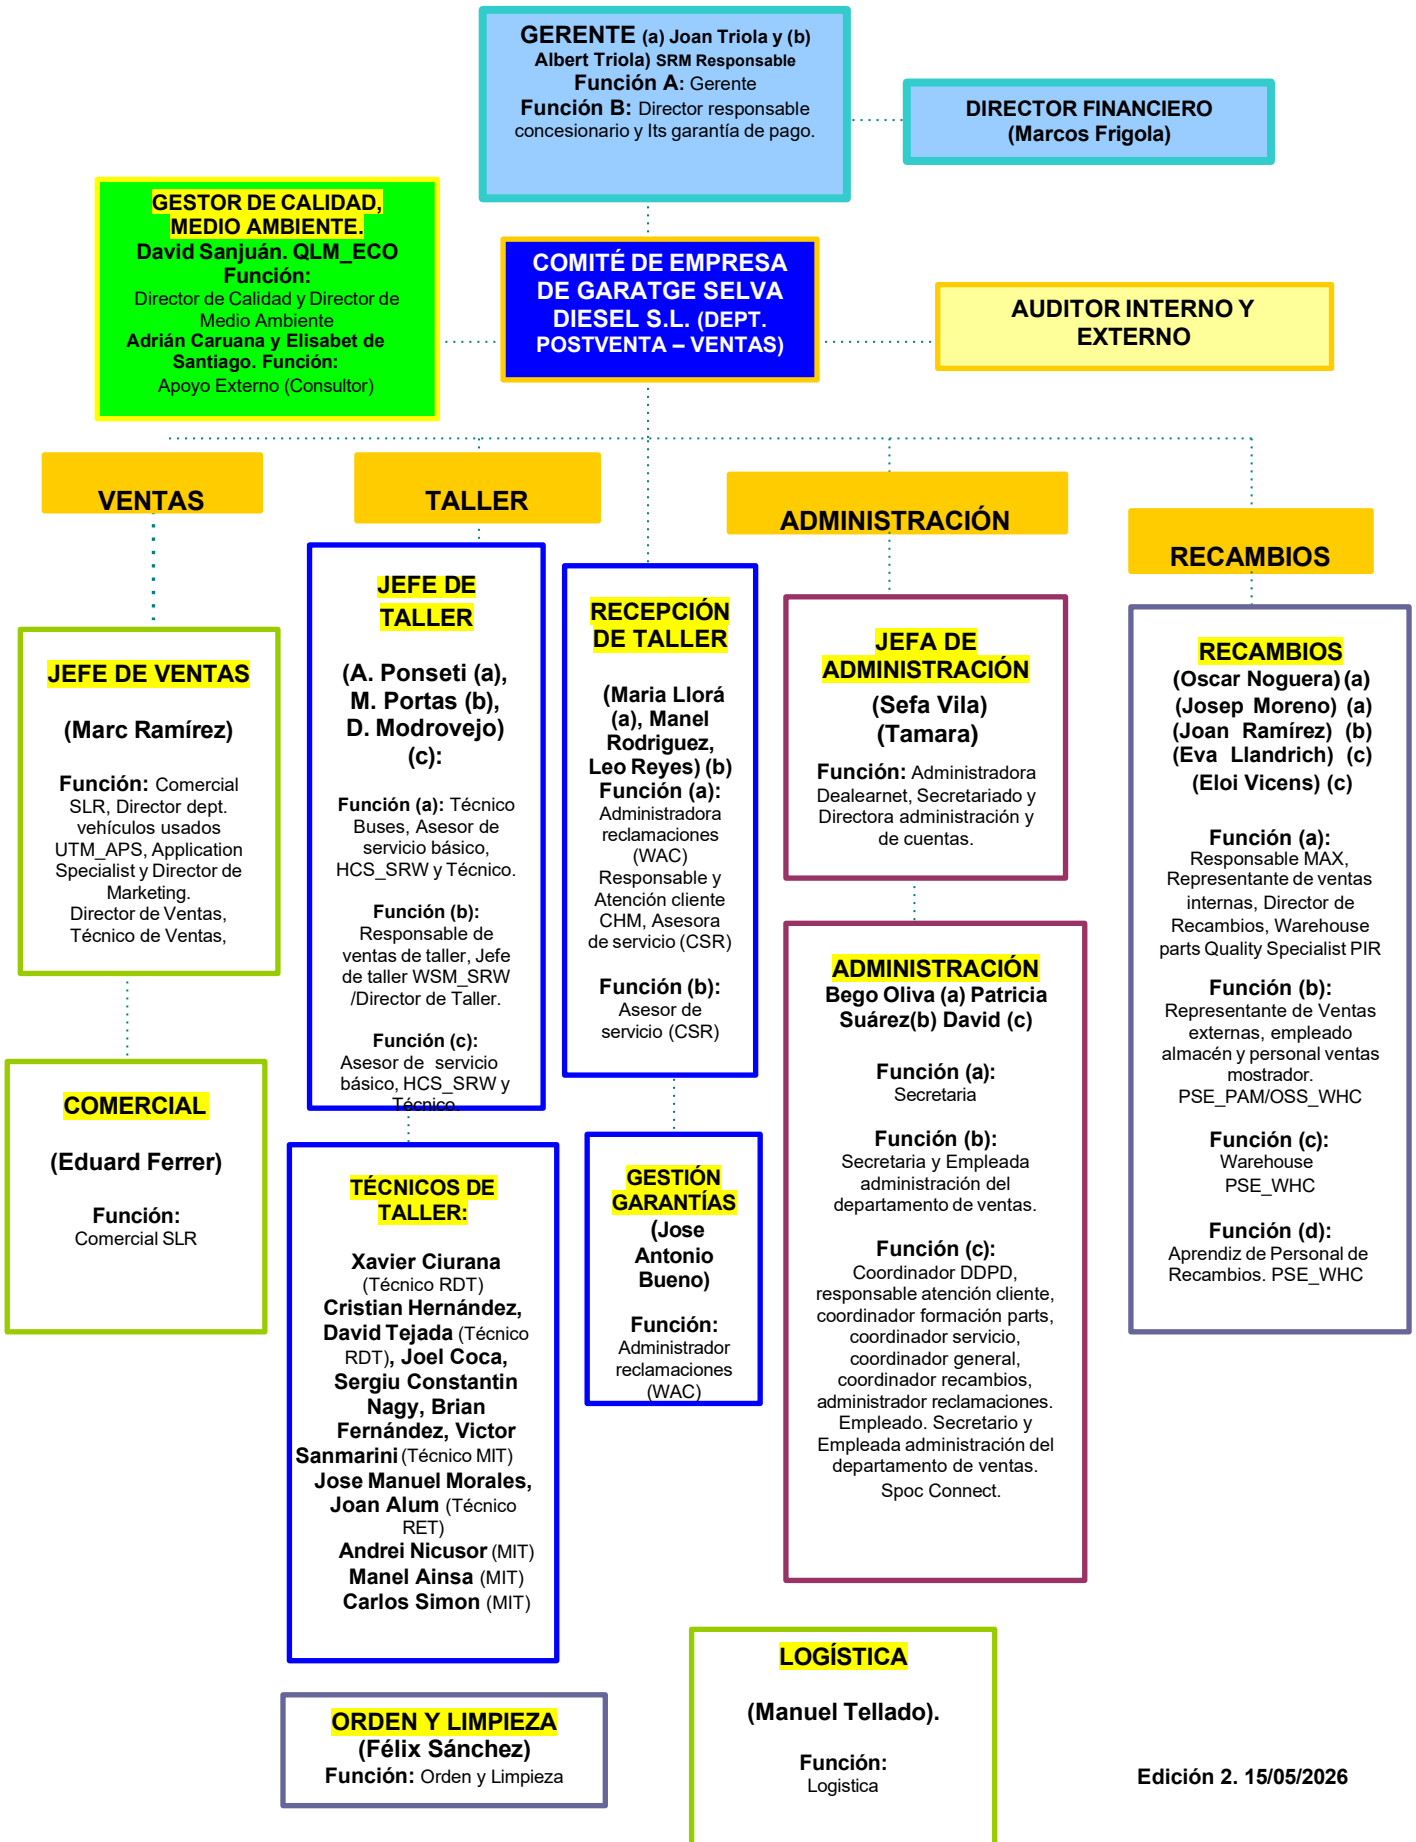 GERENTE (a) Joan Triola y (b)
Albert Triola) SRM Responsable
Función A: Gerente
Función B: Director responsable
concesionario y Its garantía de pago.
DIRECTOR FINANCIERO
(Marcos Frigola)
GESTOR DE CALIDAD,
MEDIO AMBIENTE.
David Sanjuán. QLM_ECO
Función:
Director de Calidad y Director de
Medio Ambiente
Adrián Caruana y Elisabet de
Santiago. Función:
Apoyo Externo (Consultor)
COMITÉ DE EMPRESA
DE GARATGE SELVA
DIESEL S.L. (DEPT.
POSTVENTA – VENTAS)
AUDITOR INTERNO Y
EXTERNO
VENTAS
TALLER
ADMINISTRACIÓN
RECAMBIOS
JEFE DE VENTAS
(Marc Ramírez)
Función: Comercial
SLR, Director dept.
vehículos usados
UTM_APS, Application
Specialist y Director de
Marketing.
Director de Ventas,
Técnico de Ventas,
COMERCIAL
(Eduard Ferrer)
Función:
Comercial SLR
JEFE DE
TALLER
(A. Ponseti (a),
M. Portas (b),
D. Modrovejo)
(c):
Función (a): Técnico
Buses, Asesor de
servicio básico,
HCS_SRW y Técnico.
Función (b):
Responsable de
ventas de taller, Jefe
de taller WSM_SRW
/Director de Taller.
Función (c):
Asesor de servicio
básico, HCS_SRW y
Técnico.
TÉCNICOS DE
TALLER:
Xavier Ciurana
(Técnico RDT)
Cristian Hernández,
David Tejada (Técnico
RDT), Joel Coca,
Sergiu Constantin
Nagy, Brian
Fernández, Victor
Sanmarini (Técnico MIT)
Jose Manuel Morales,
Joan Alum (Técnico
RET)
Andrei Nicusor (MIT)
Manel Ainsa (MIT)
Carlos Simon (MIT)
ORDEN Y LIMPIEZA
(Félix Sánchez)
Función: Orden y Limpieza
RECEPCIÓN
DE TALLER
(Maria Llorá
(a), Manel
Rodriguez,
Leo Reyes) (b)
Función (a):
Administradora
reclamaciones
(WAC)
Responsable y
Atención cliente
CHM, Asesora
de servicio (CSR)
Función (b):
Asesor de
servicio (CSR)
GESTIÓN
GARANTÍAS
(Jose
Antonio
Bueno)
Función:
Administrador
reclamaciones
(WAC)
JEFA DE
ADMINISTRACIÓN
(Sefa Vila)
(Tamara)
Función: Administradora
Dealearnet, Secretariado y
Directora administración y
de cuentas.
ADMINISTRACIÓN
Bego Oliva (a) Patricia
Suárez(b) David (c)
Función (a):
Secretaria
Función (b):
Secretaria y Empleada
administración del
departamento de ventas.
Función (c):
Coordinador DDPD,
responsable atención cliente,
coordinador formación parts,
coordinador servicio,
coordinador general,
coordinador recambios,
administrador reclamaciones.
Empleado. Secretario y
Empleada administración del
departamento de ventas.
Spoc Connect.
LOGÍSTICA
(Manuel Tellado).
Función:
Logistica
RECAMBIOS
(Oscar Noguera) (a)
(Josep Moreno) (a)
(Joan Ramírez) (b)
(Eva Llandrich) (c)
(Eloi Vicens) (c)
Función (a):
Responsable MAX,
Representante de ventas
internas, Director de
Recambios, Warehouse
parts Quality Specialist PIR
Función (b):
Representante de Ventas
externas, empleado
almacén y personal ventas
mostrador.
PSE_PAM/OSS_WHC
Función (c):
Warehouse
PSE_WHC
Función (d):
Aprendiz de Personal de
Recambios. PSE_WHC
Edición 2. 15/05/2026